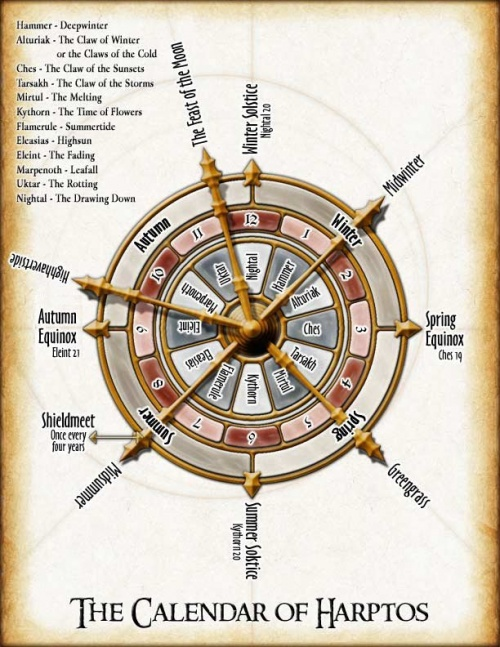 Hammer - Deepwinter
Alturiak - The Claw of Winter
or the Claws of the Cold
Ches - The Claw of the Sunsets
Tarsakh - The Claw of the Storms
Mirtul - The Melting
Kythorn - The Time of Flowers
Flamerule - Summertide
Eleasias - Highsun
Eleint - The Fading
Marpenoth - Leafall
Uktar - The Rotting
Nightal - The Drawing Down
The Feast of the Moon
Winter Solstice
Nightal 20
Midwinter
Spring
Equinox
Ches 19
Greengrass
Summer Solstice
Kythorn 20
Midsummer
Shieldmeet
Once every
four years
Autumn
Equinox
Eleint 21
Highharvestide
Winter
Spring
Summer
Autumn
12
1
2
3
4
5
6
7
8
9
10
11
Nightal
Hammer
Alturiak
Ches
Tarsakh
Mirtul
Kythorn
Flamerule
Eleasias
Eleint
Marpenoth
Uktar
The Calendar of Harptos